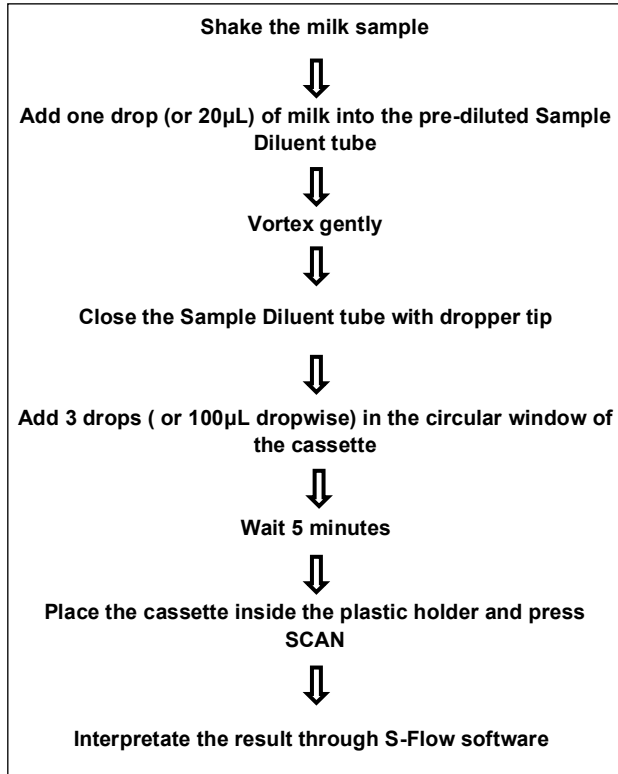 Shake the milk sample
Add one drop (or 20µL) of milk into the pre-diluted Sample
Diluent tube
Vortex gently
Close the Sample Diluent tube with dropper tip
Add 3 drops ( or 100µL dropwise) in the circular window of
the cassette
Wait 5 minutes
Place the cassette inside the plastic holder and press
SCAN
Interpretate the result through S-Flow software